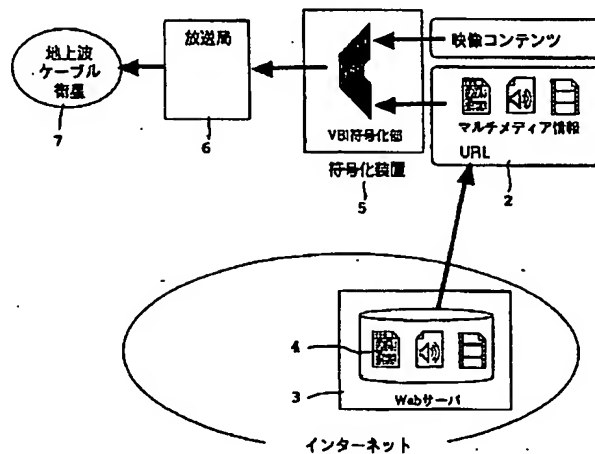 地上波
ケーブル
衛星
7
放送局
6
VBI符号化部
符号化装置
5
映像コンテンツ
マルチメディア情報
URL
2
4
3
Webサーバ
インターネット